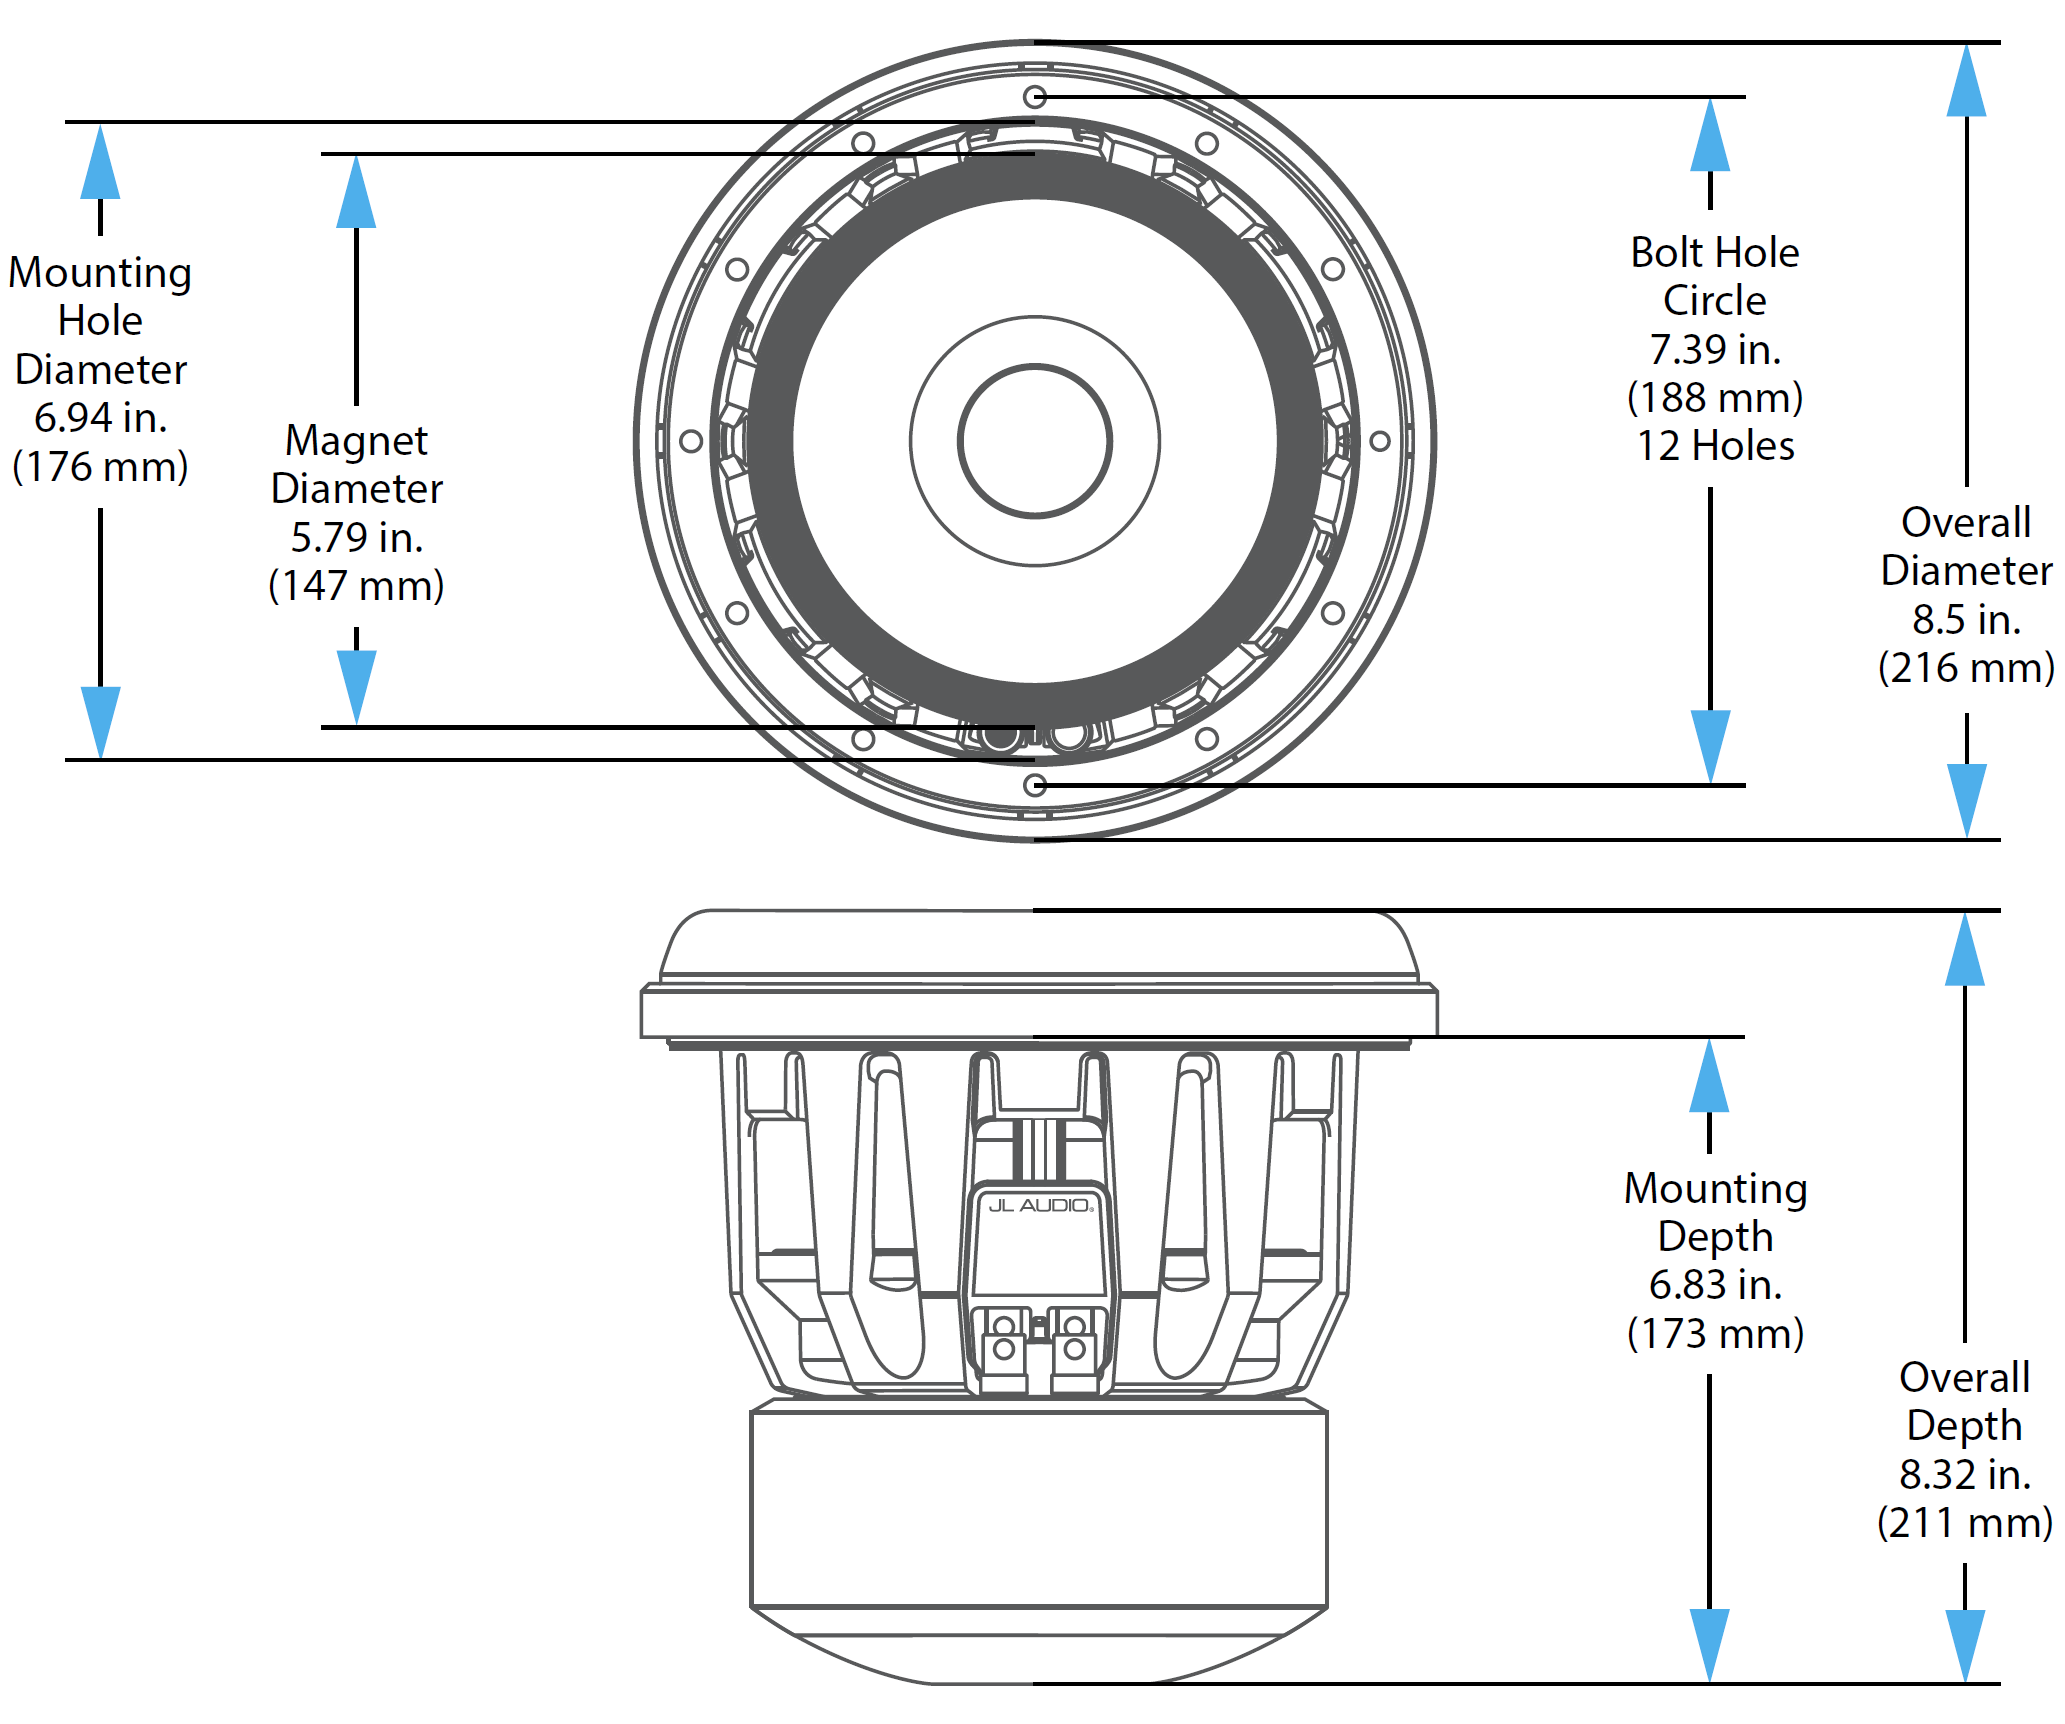 Mounting
Hole
Diameter
6.94 in.
(176 mm)
Magnet
Diameter
5.79 in.
(147 mm)
Bolt Hole
Circle
7.39 in.
(188 mm)
12 Holes
Overall
Diameter
8.5 in.
(216 mm)
JL AUDIO®
Mounting
Depth
6.83 in.
(173 mm)
Overall
Depth
8.32 in.
(211 mm)